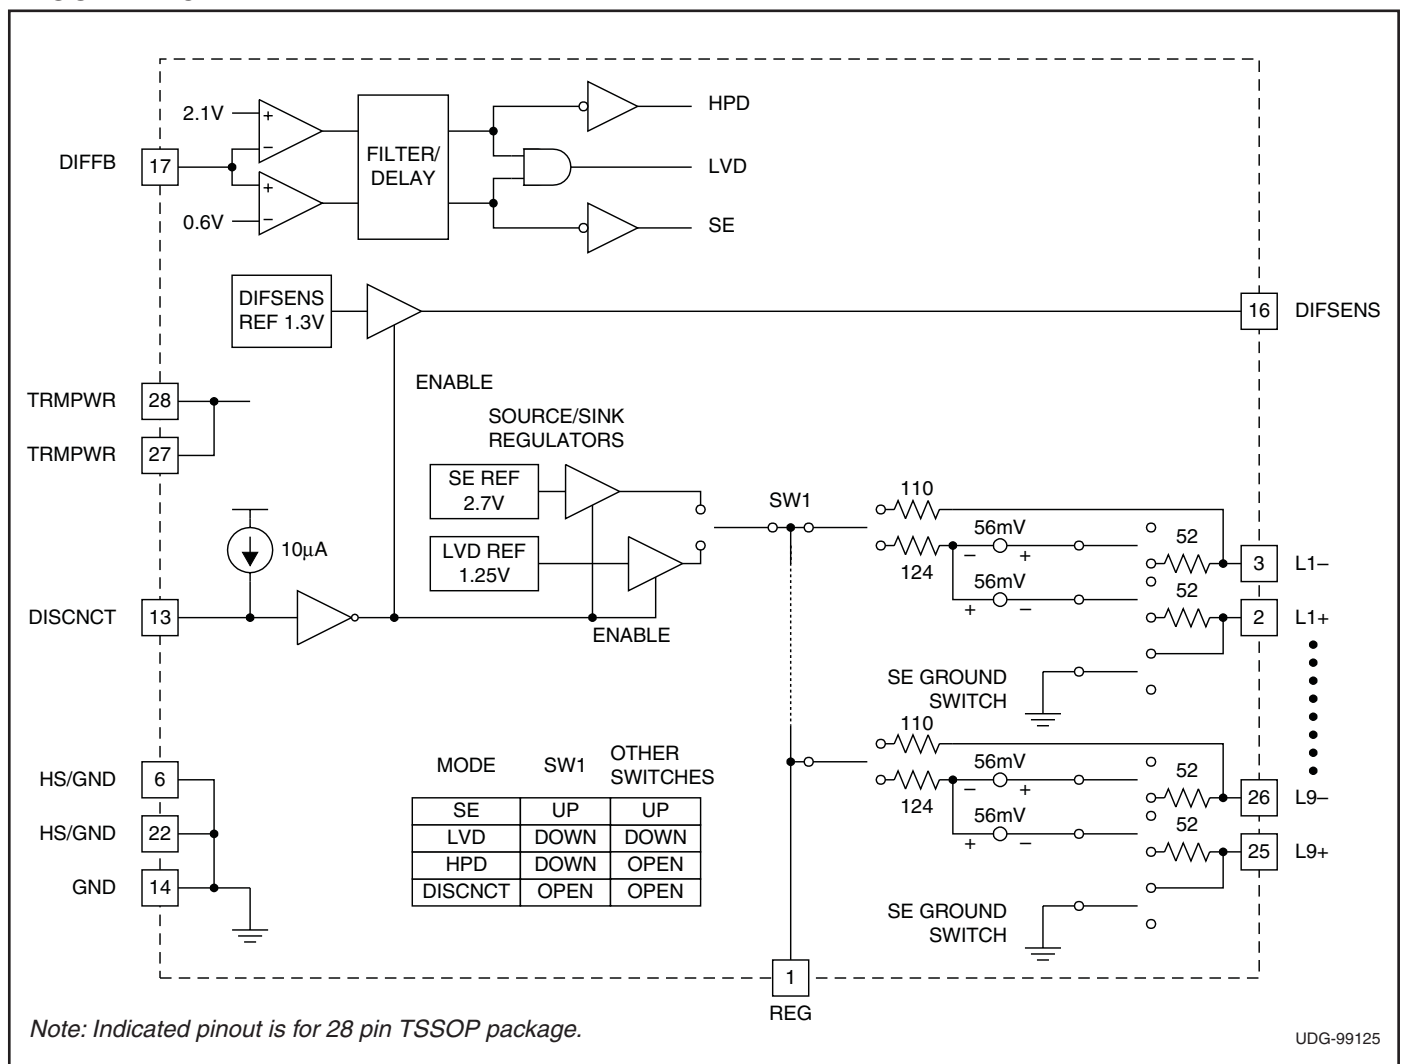 2.1V
+
−
HPD
DIFFB
17
FILTER/
DELAY
LVD
+
−
0.6V
SE
DIFSENS
REF 1.3V
16
DIFSENS
ENABLE
TRMPWR
28
TRMPWR
27
SOURCE/SINK
REGULATORS
SE REF
2.7V
LVD REF
1.25V
SW1
10μA
DISCNCT
13
ENABLE
110
124
56mV
− +
56mV
+ −
52
3
L1–
52
2
L1+
SE GROUND
SWITCH
110
124
56mV
− +
56mV
+ −
52
26
L9–
52
25
L9+
SE GROUND
SWITCH
HS/GND
6
HS/GND
22
GND
14
MODE SW1 OTHER
SWITCHES
SE UP UP
LVD DOWN DOWN
HPD DOWN OPEN
DISCNCT OPEN OPEN
1
REG
Note: Indicated pinout is for 28 pin TSSOP package.
UDG-99125